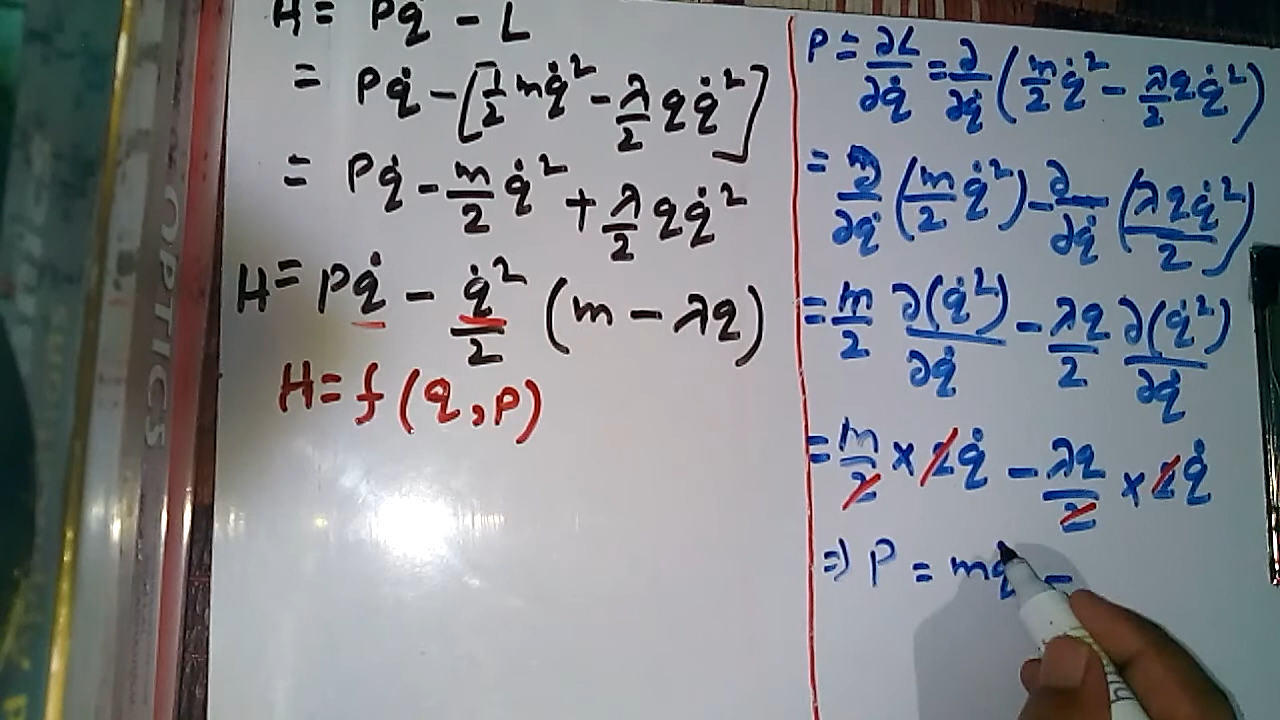 H = Pq̇ - L
= Pq̇ - [1/2 mq̇² - λ/2 qq̇²]
= Pq̇ - m/2 q̇² + λ/2 qq̇²
H = Pq̇ - q̇²/2 (m - λq)
H = f(q, P)
P = ∂L/∂q̇ = ∂/∂q̇ (m/2 q̇² - λ/2 qq̇²)
= ∂/∂q̇ (m/2 q̇²) - ∂/∂q̇ (λqq̇²/2)
= m/2 ∂(q̇²)/∂q̇ - λq/2 ∂(q̇²)/∂q̇
= m/2 × 2q̇ - λq/2 × 2q̇
⇒ P = mq̇ -
OPTICS